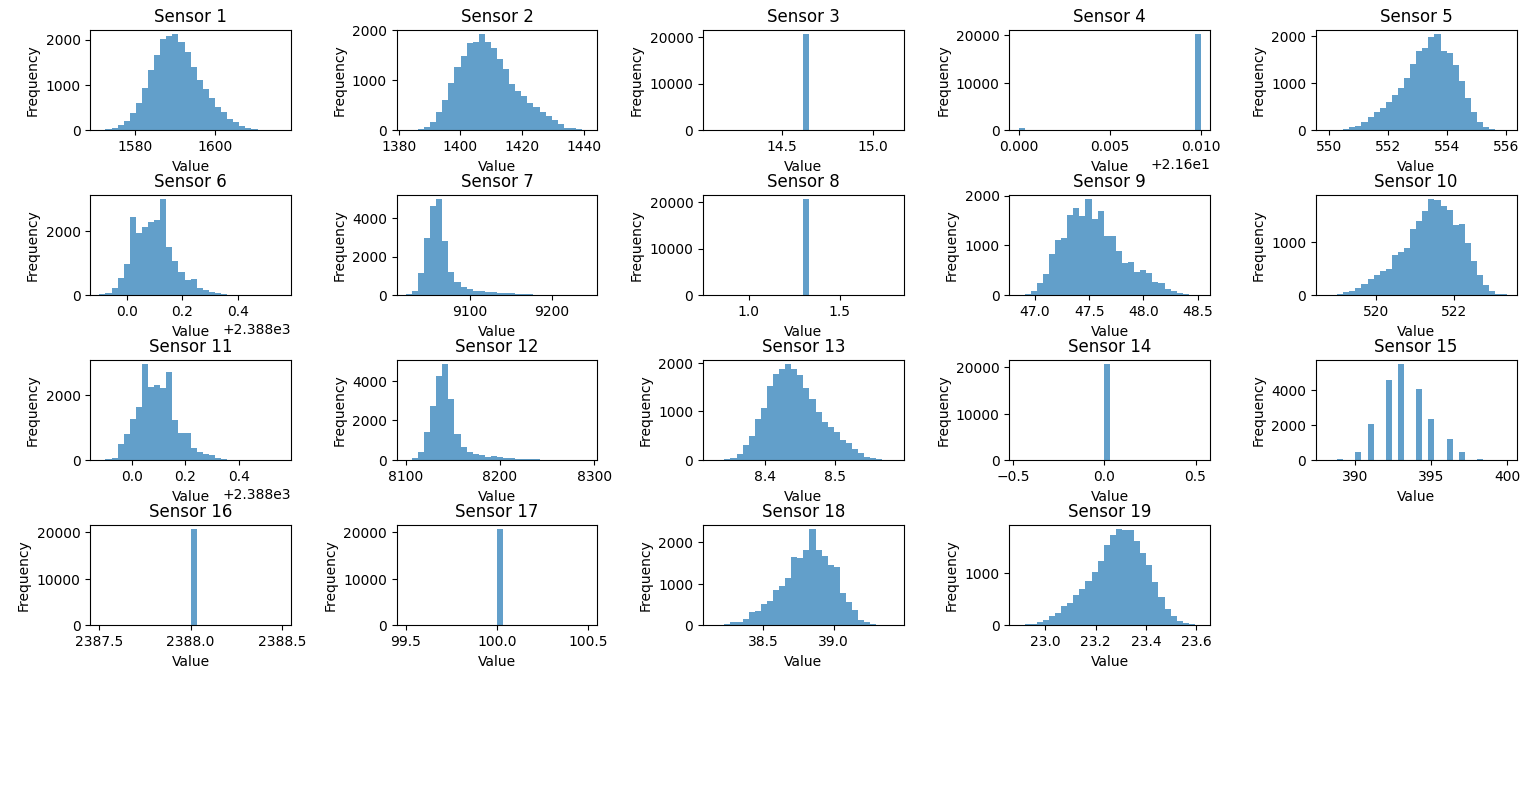 Sensor 1
Frequency
2000
1000
0
1580
1600
Value
Sensor 2
Frequency
2000
1000
0
1380
1400
1420
1440
Value
Sensor 3
Frequency
20000
10000
0
14.5
15.0
Value
Sensor 4
Frequency
20000
10000
0
0.000
0.005
0.010
Value
+2.16e1
Sensor 5
Frequency
2000
1000
0
550
552
554
556
Value
Sensor 6
Frequency
2000
0
0.0
0.2
0.4
Value
+2.388e3
Sensor 7
Frequency
4000
2000
0
9100
9200
Value
Sensor 8
Frequency
20000
10000
0
1.0
1.5
Value
Sensor 9
Frequency
2000
1000
0
47.0
47.5
48.0
48.5
Value
Sensor 10
Frequency
1000
0
520
522
Value
Sensor 11
Frequency
2000
0
0.0
0.2
0.4
Value
+2.388e3
Sensor 12
Frequency
4000
2000
0
8100
8200
8300
Value
Sensor 13
Frequency
2000
1000
0
8.4
8.5
Value
Sensor 14
Frequency
20000
10000
0
−0.5
0.0
0.5
Value
Sensor 15
Frequency
4000
2000
0
390
395
400
Value
Sensor 16
Frequency
20000
10000
0
2387.5
2388.0
2388.5
Value
Sensor 17
Frequency
20000
10000
0
99.5
100.0
100.5
Value
Sensor 18
Frequency
2000
1000
0
38.5
39.0
Value
Sensor 19
Frequency
1000
0
23.0
23.2
23.4
23.6
Value